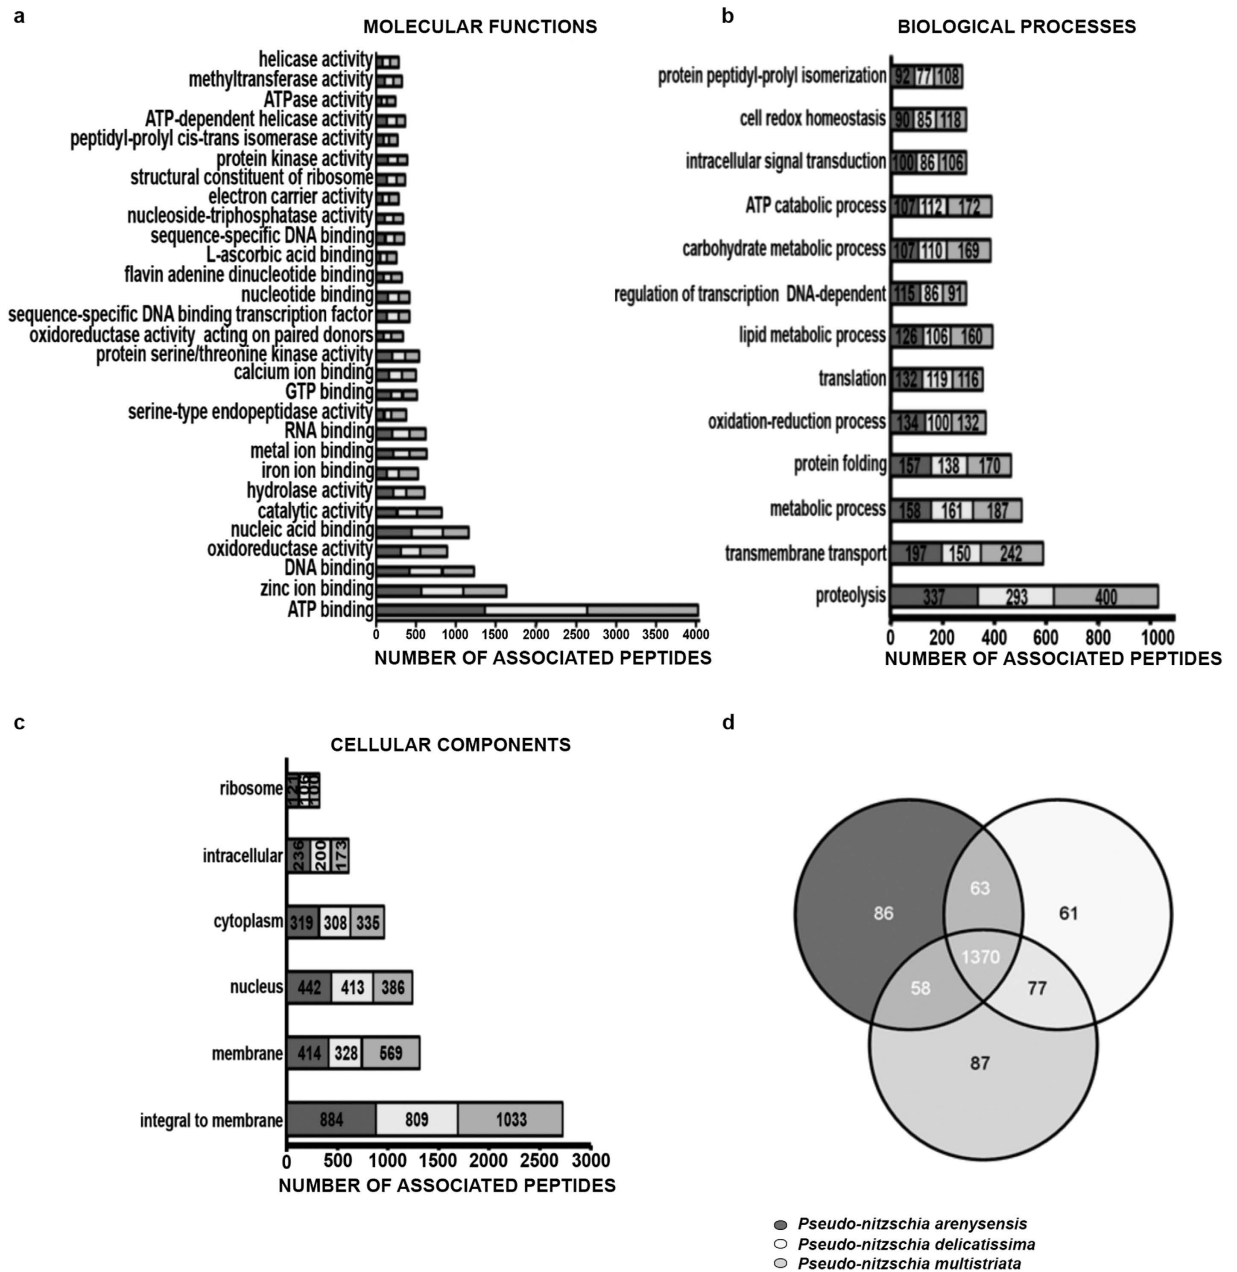 a
MOLECULAR FUNCTIONS
helicase activity
methyltransferase activity
ATPase activity
ATP-dependent helicase activity
peptidyl-prolyl cis-trans isomerase activity
protein kinase activity
structural constituent of ribosome
electron carrier activity
nucleoside-triphosphatase activity
sequence-specific DNA binding
L-ascorbic acid binding
flavin adenine dinucleotide binding
nucleotide binding
sequence-specific DNA binding transcription factor
oxidoreductase activity acting on paired donors
protein serine/threonine kinase activity
calcium ion binding
GTP binding
serine-type endopeptidase activity
RNA binding
metal ion binding
iron ion binding
hydrolase activity
catalytic activity
nucleic acid binding
oxidoreductase activity
DNA binding
zinc ion binding
ATP binding
0 500 1000 1500 2000 2500 3000 3500 4000
NUMBER OF ASSOCIATED PEPTIDES
b
BIOLOGICAL PROCESSES
protein peptidyl-prolyl isomerization 92 77 108
cell redox homeostasis 90 85 118
intracellular signal transduction 100 86 106
ATP catabolic process 107 112 172
carbohydrate metabolic process 107 110 169
regulation of transcription DNA-dependent 115 86 91
lipid metabolic process 126 106 160
translation 132 119 116
oxidation-reduction process 134 100 132
protein folding 157 138 170
metabolic process 158 161 187
transmembrane transport 197 150 242
proteolysis 337 293 400
0 200 400 600 800 1000
NUMBER OF ASSOCIATED PEPTIDES
c
CELLULAR COMPONENTS
ribosome
intracellular 236 200 173
cytoplasm 319 308 335
nucleus 442 413 386
membrane 414 328 569
integral to membrane 884 809 1033
0 500 1000 1500 2000 2500 3000
NUMBER OF ASSOCIATED PEPTIDES
d
63
86 61
1370
58 77
87
Pseudo-nitzschia arenysensis
Pseudo-nitzschia delicatissima
Pseudo-nitzschia multistriata